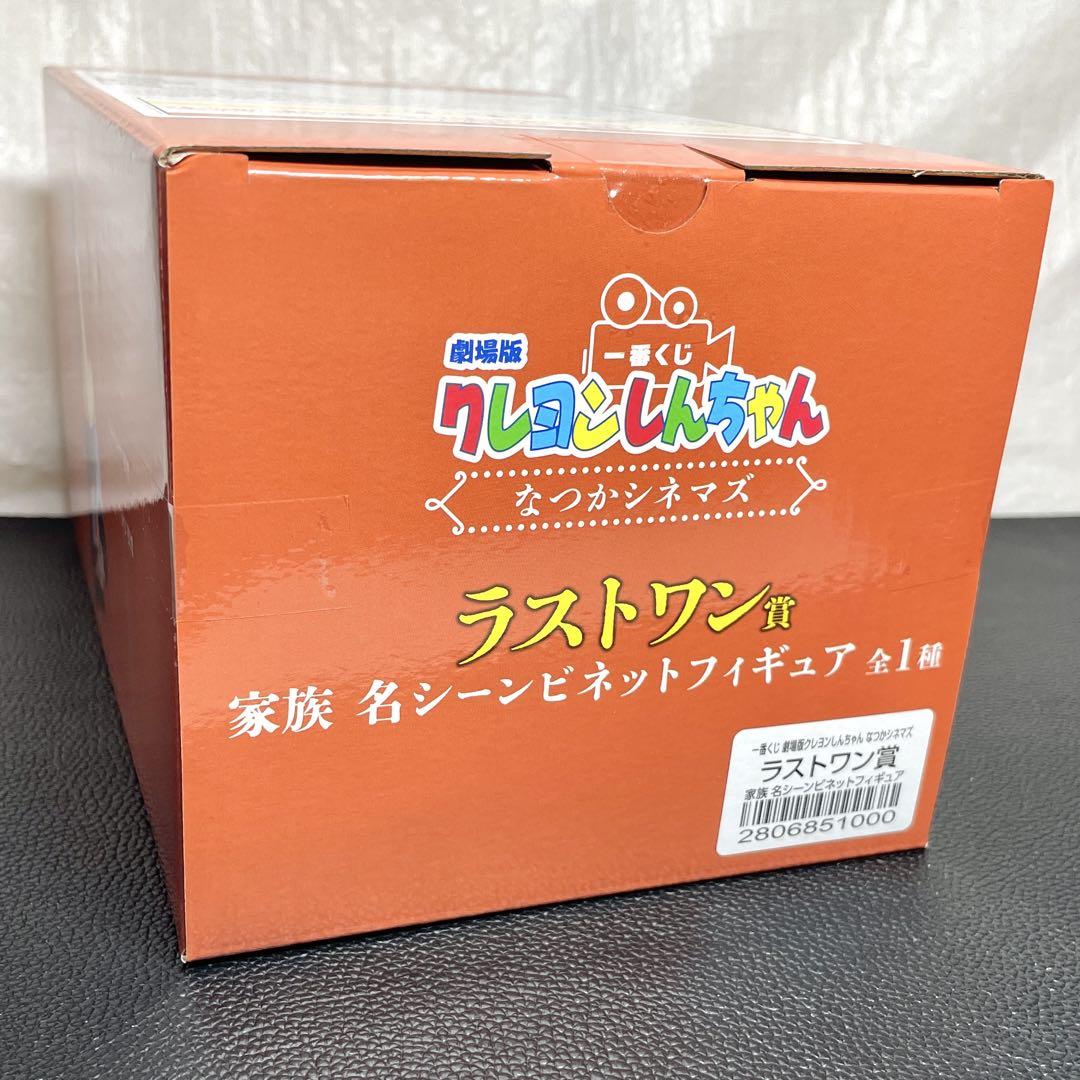 劇場版
一番くじ
クレヨンしんちゃん
なつかシネマズ
ラストワン賞
家族 名シーンビネットフィギュア 全1種
一番くじ 劇場版クレヨンしんちゃん なつかシネマズ
ラストワン賞
家族 名シーンビネットフィギュア
2806851000